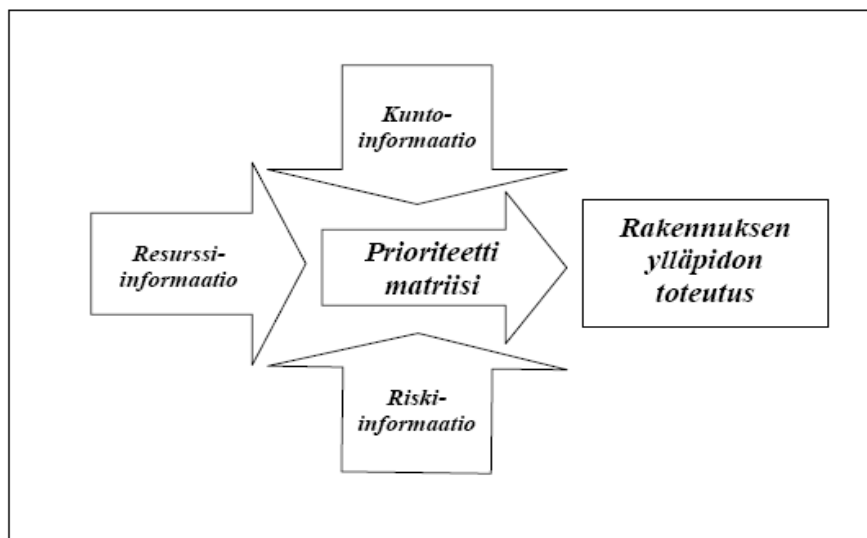 Kunto-
informaatio
Resurssi-
informaatio
Prioriteetti
matriisi
Rakennuksen
ylläpidon
toteutus
Riski-
informaatio